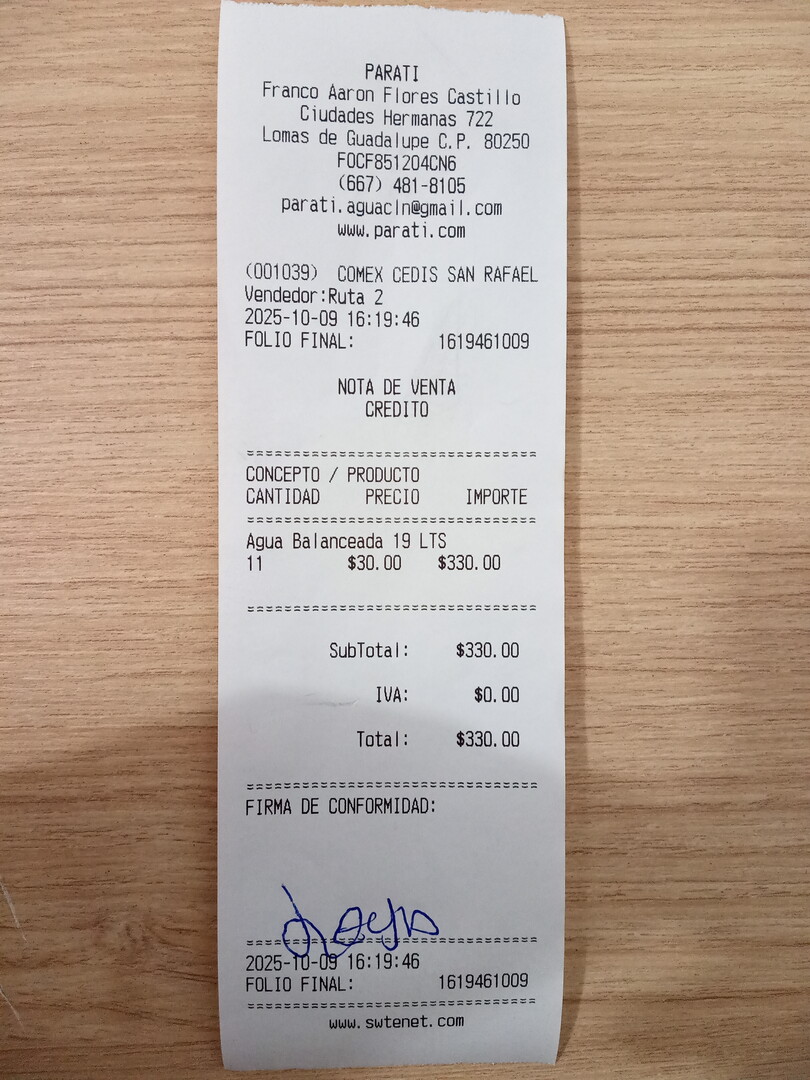 PARATI
Franco Aaron Flores Castillo
Ciudades Hermanas 722
Lomas de Guadalupe C.P. 80250
FOCF851204CN6
(667) 481-8105
parati.aguacln@gmail.com
www.parati.com
(001039) COMEX CEDIS SAN RAFAEL
Vendedor:Ruta 2
2025-10-09 16:19:46
FOLIO FINAL: 1619461009
NOTA DE VENTA
CREDITO
CONCEPTO / PRODUCTO
CANTIDAD PRECIO IMPORTE
Agua Balanceada 19 LTS
11 $30.00 $330.00
SubTotal: $330.00
IVA: $0.00
Total: $330.00
FIRMA DE CONFORMIDAD:
2025-10-09 16:19:46
FOLIO FINAL: 1619461009
www.swtenet.com